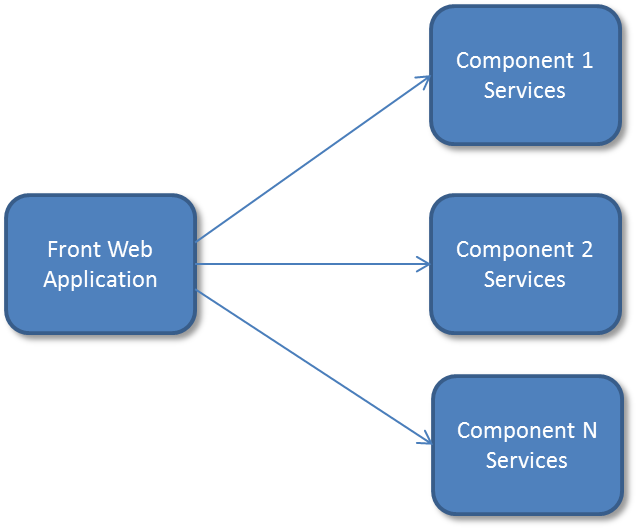 Component 1
Services
Front Web
Application
Component 2
Services
Component N
Services